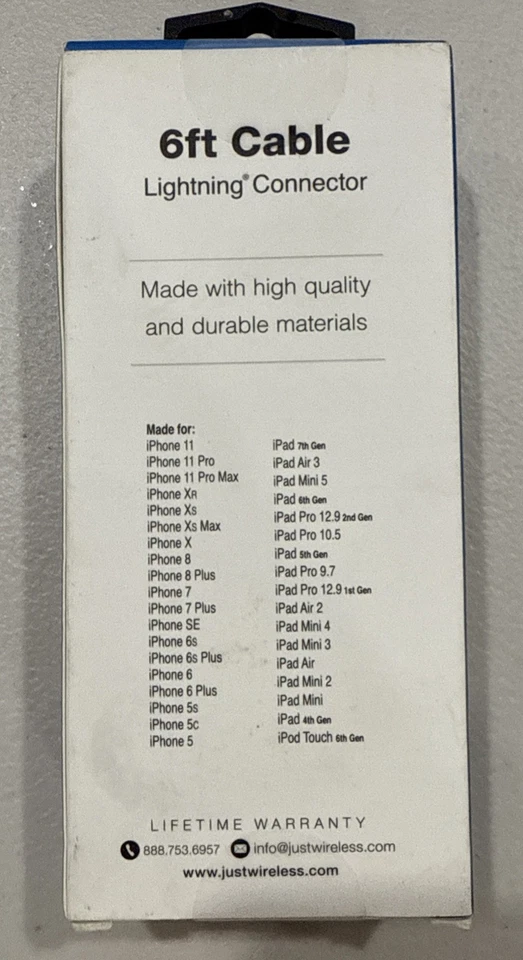 6ft Cable
Lightning® Connector
Made with high quality
and durable materials
Made for:
iPhone 11
iPhone 11 Pro
iPhone 11 Pro Max
iPhone XR
iPhone Xs
iPhone Xs Max
iPhone X
iPhone 8
iPhone 8 Plus
iPhone 7
iPhone 7 Plus
iPhone SE
iPhone 6s
iPhone 6s Plus
iPhone 6
iPhone 6 Plus
iPhone 5s
iPhone 5c
iPhone 5
iPad 7th Gen
iPad Air 3
iPad Mini 5
iPad 6th Gen
iPad Pro 12.9 2nd Gen
iPad Pro 10.5
iPad 5th Gen
iPad Pro 9.7
iPad Pro 12.9 1st Gen
iPad Air 2
iPad Mini 4
iPad Mini 3
iPad Air
iPad Mini 2
iPad Mini
iPad 4th Gen
iPod Touch 6th Gen
LIFETIME WARRANTY
888.753.6957 info@justwireless.com
www.justwireless.com